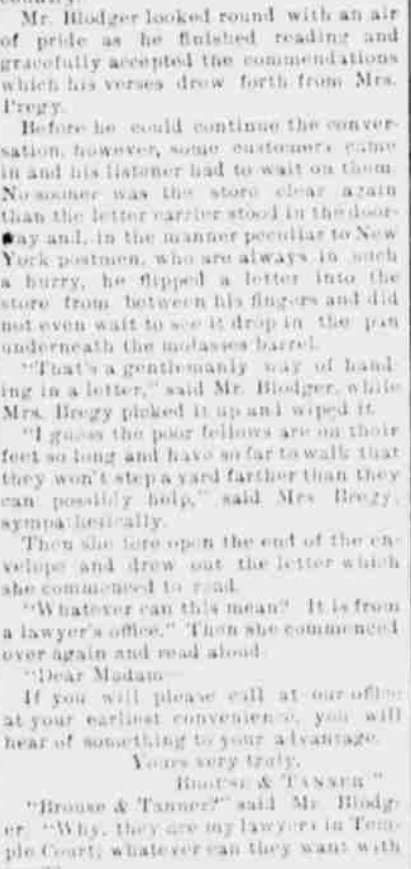 Mr. Blodger looked round with an air
of pride as he finished reading and
gracefully accepted the commendations
which his verses drew forth from Mrs.
Bregy.
Before he could continue the conver-
sation, however, some customers came
in and his listener had to wait on them.
No sooner was the store clear again
than the letter carrier stood in the door-
way and, in the manner peculiar to New
York postmen, who are always in such
a hurry, he flipped a letter into the
store from between his fingers and did
not even wait to see it drop in the pan
underneath the molasses barrel.
"That's a gentlemanly way of hand-
ing in a letter," said Mr. Blodger, while
Mrs. Bregy picked it up and wiped it.
"I guess the poor fellows are on their
feet so long and have so far to walk that
they won't step a yard farther than they
can possibly help," said Mrs. Bregy,
sympathetically.
Then she tore open the end of the en-
velope and drew out the letter which
she commenced to read.
"Whatever can this mean? It is from
a lawyer's office." Then she commenced
over again and read aloud:
"Dear Madam—
If you will please call at our office
at your earliest convenience, you will
hear of something to your advantage.
Yours very truly,
Brouse & Tanner."
"Brouse & Tanner?" said Mr. Blodg-
er. "Why, they are my lawyers in Tem-
ple Court; whatever can they want with